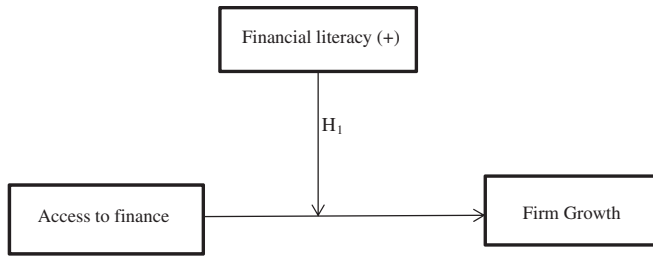 Financial literacy (+)
H₁
Access to finance
Firm Growth